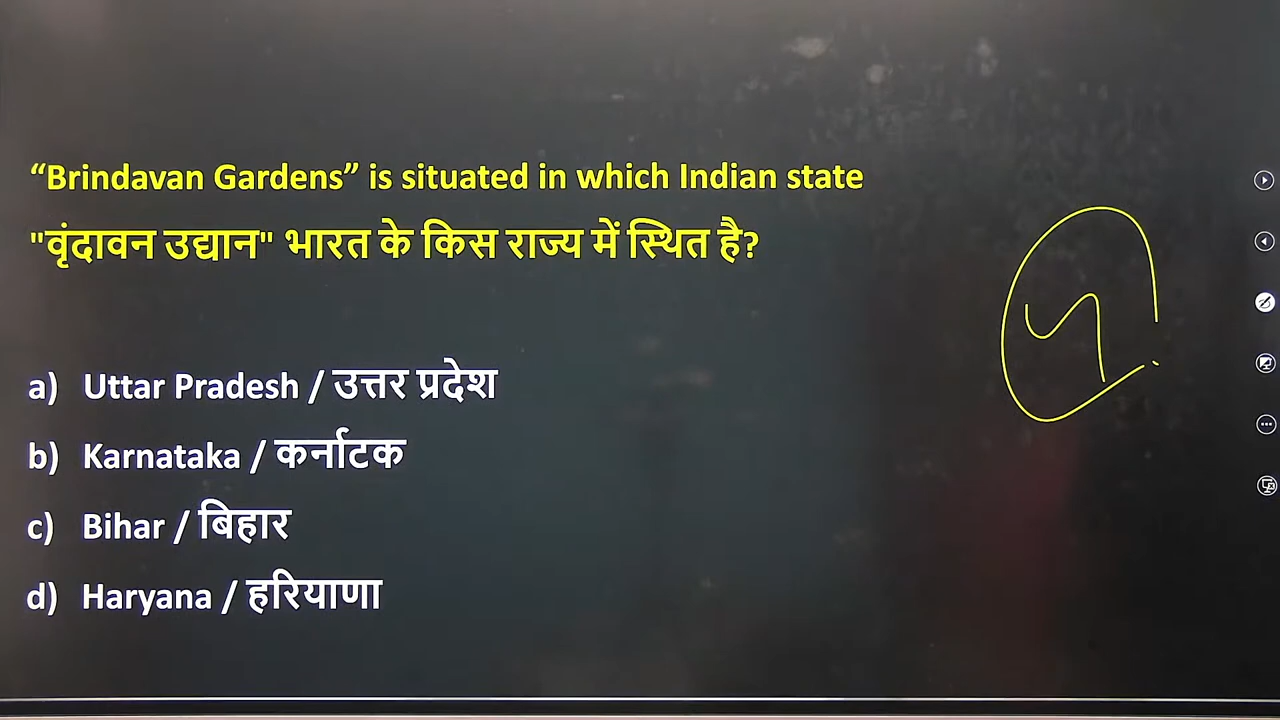 “Brindavan Gardens” is situated in which Indian state
"वृंदावन उद्यान" भारत के किस राज्य में स्थित है?
a) Uttar Pradesh / उत्तर प्रदेश
b) Karnataka / कर्नाटक
c) Bihar / बिहार
d) Haryana / हरियाणा